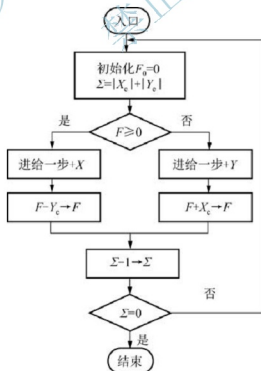 入口
初始化F₀=0
Σ=|Xₑ|+|Yₑ|
是
否
F≥0
进给一步+X
进给一步+Y
F−Yₑ→F
F+Xₑ→F
Σ−1→Σ
否
Σ=0
是
结束